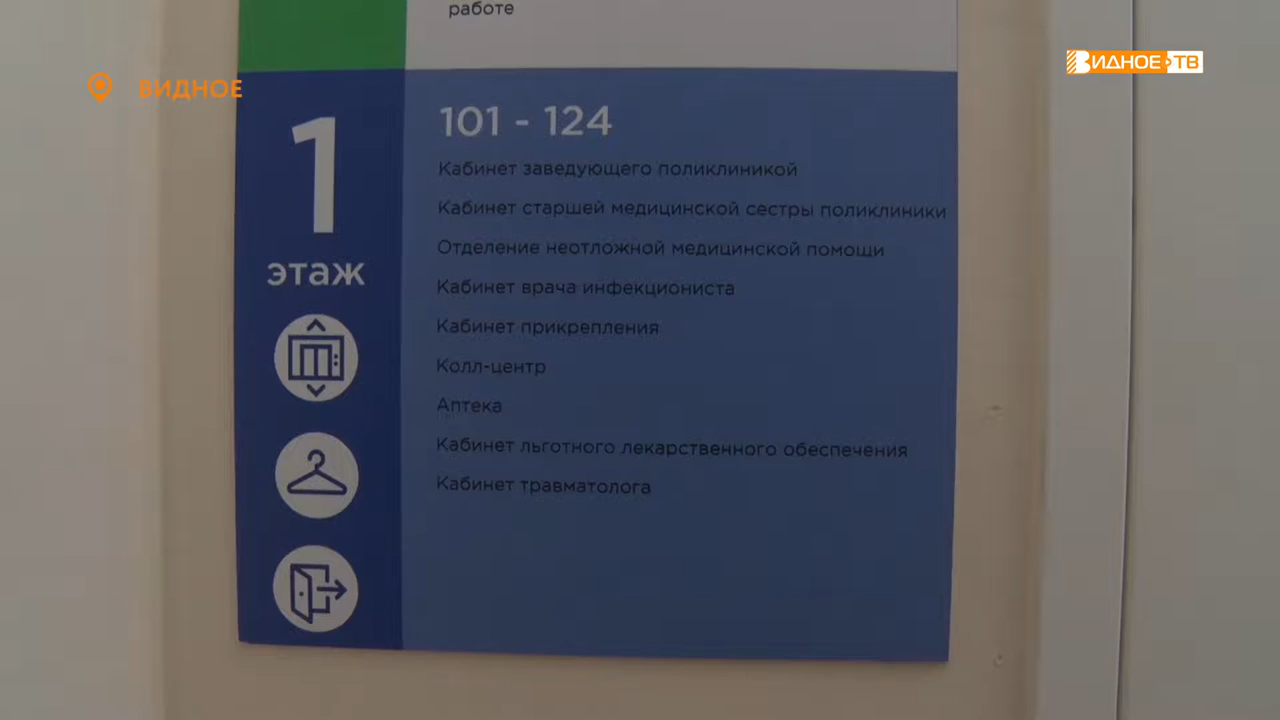 работе
ВИДНОЕ
ВИДНОЕ ТВ
1
этаж
101 - 124
Кабинет заведующего поликлиникой
Кабинет старшей медицинской сестры поликлиники
Отделение неотложной медицинской помощи
Кабинет врача инфекциониста
Кабинет прикрепления
Колл-центр
Аптека
Кабинет льготного лекарственного обеспечения
Кабинет травматолога